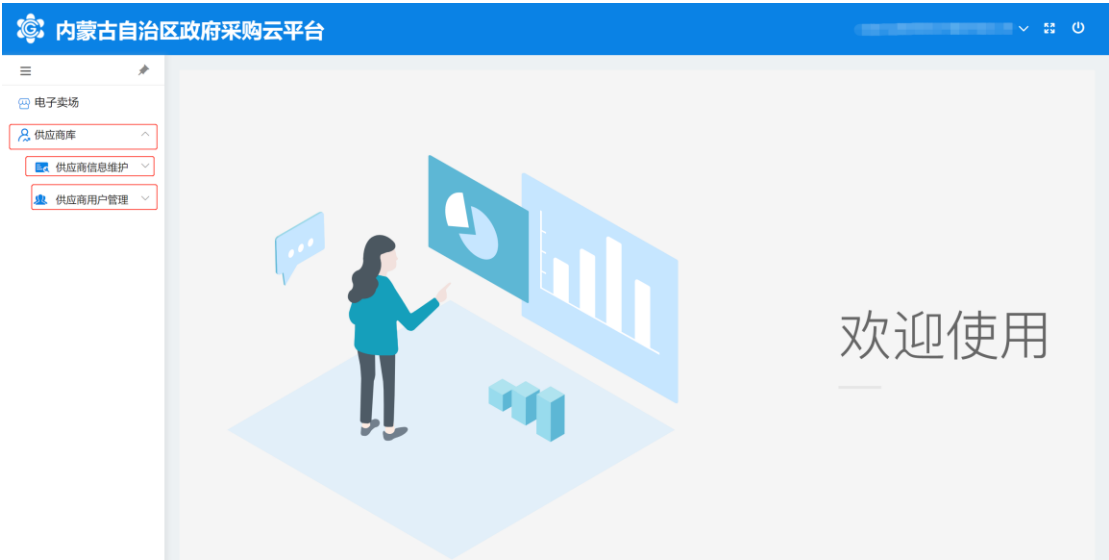 内蒙古自治区政府采购云平台
电子卖场
供应商库
供应商信息维护
供应商用户管理
欢迎使用